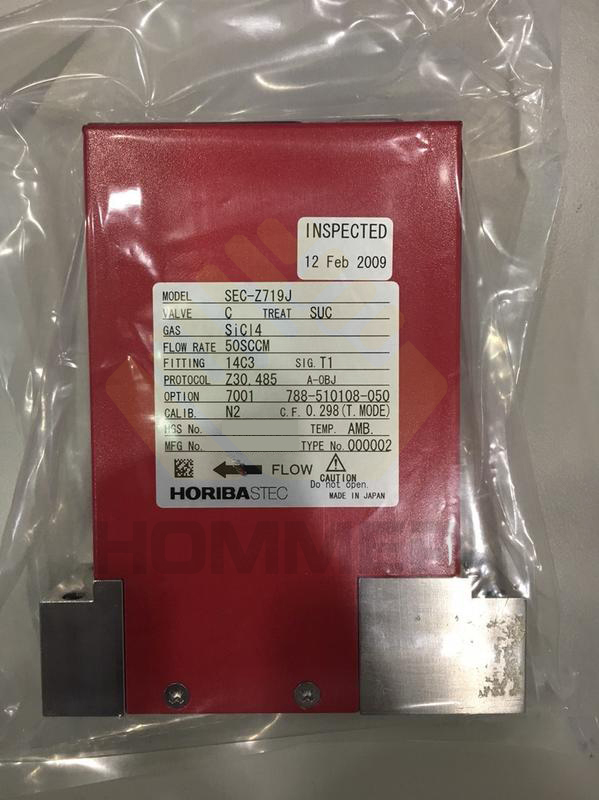 INSPECTED
12 Feb 2009
MODEL SEC-Z719J
VALVE C TREAT SUC
GAS SiCl4
FLOW RATE 50SCCM
FITTING 14C3 SIG. T1
PROTOCOL Z30.485 A-OBJ
OPTION 7001 788-510108-050
CALIB. N2 C.F. 0.298(T.MODE)
HGS No. TEMP. AMB.
MFG No. TYPE No. 000002
FLOW CAUTION
Do not open.
HORIBASTEC MADE IN JAPAN